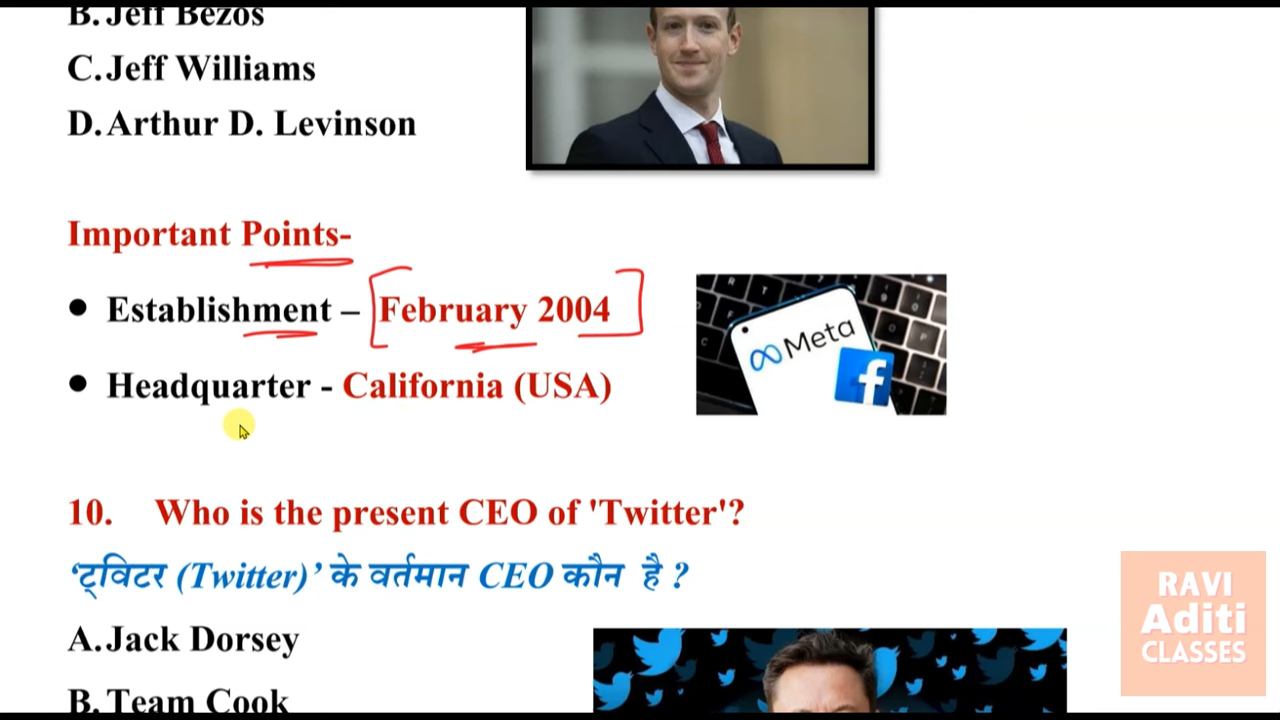 B. Jeff Bezos
C. Jeff Williams
D. Arthur D. Levinson
Important Points-
● Establishment – February 2004
● Headquarter - California (USA)
Meta
f
10. Who is the present CEO of 'Twitter'?
‘ट्विटर (Twitter)’ के वर्तमान CEO कौन है ?
A. Jack Dorsey
B. Team Cook
RAVI
Aditi
CLASSES